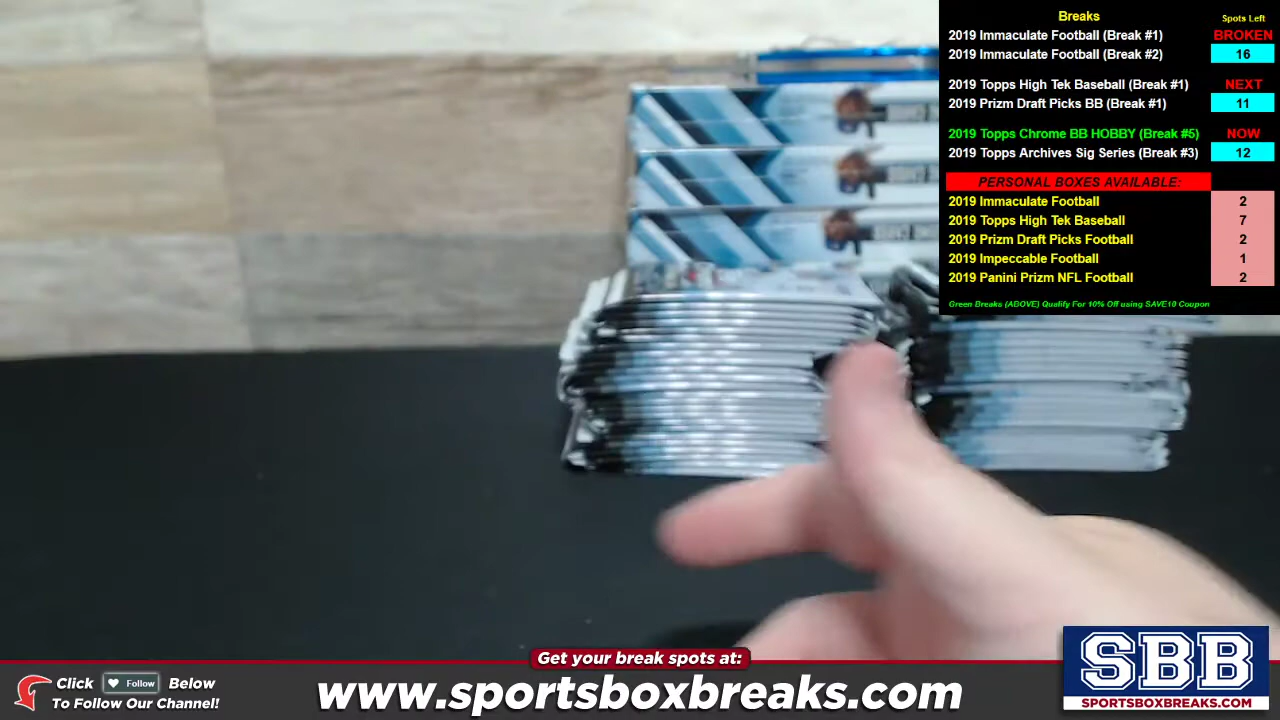 Breaks
Spots Left
2019 Immaculate Football (Break #1) BROKEN
2019 Immaculate Football (Break #2) 16
2019 Topps High Tek Baseball (Break #1) NEXT
2019 Prizm Draft Picks BB (Break #1) 11
2019 Topps Chrome BB HOBBY (Break #5) NOW
2019 Topps Archives Sig Series (Break #3) 12
PERSONAL BOXES AVAILABLE:
2019 Immaculate Football 2
2019 Topps High Tek Baseball 7
2019 Prizm Draft Picks Football 2
2019 Impeccable Football 1
2019 Panini Prizm NFL Football 2
Green Breaks (ABOVE) Qualify For 10% Off using SAVE10 Coupon
Get your break spots at:
Click Follow Below
To Follow Our Channel!
www.sportsboxbreaks.com
SBB
SPORTSBOXBREAKS.COM